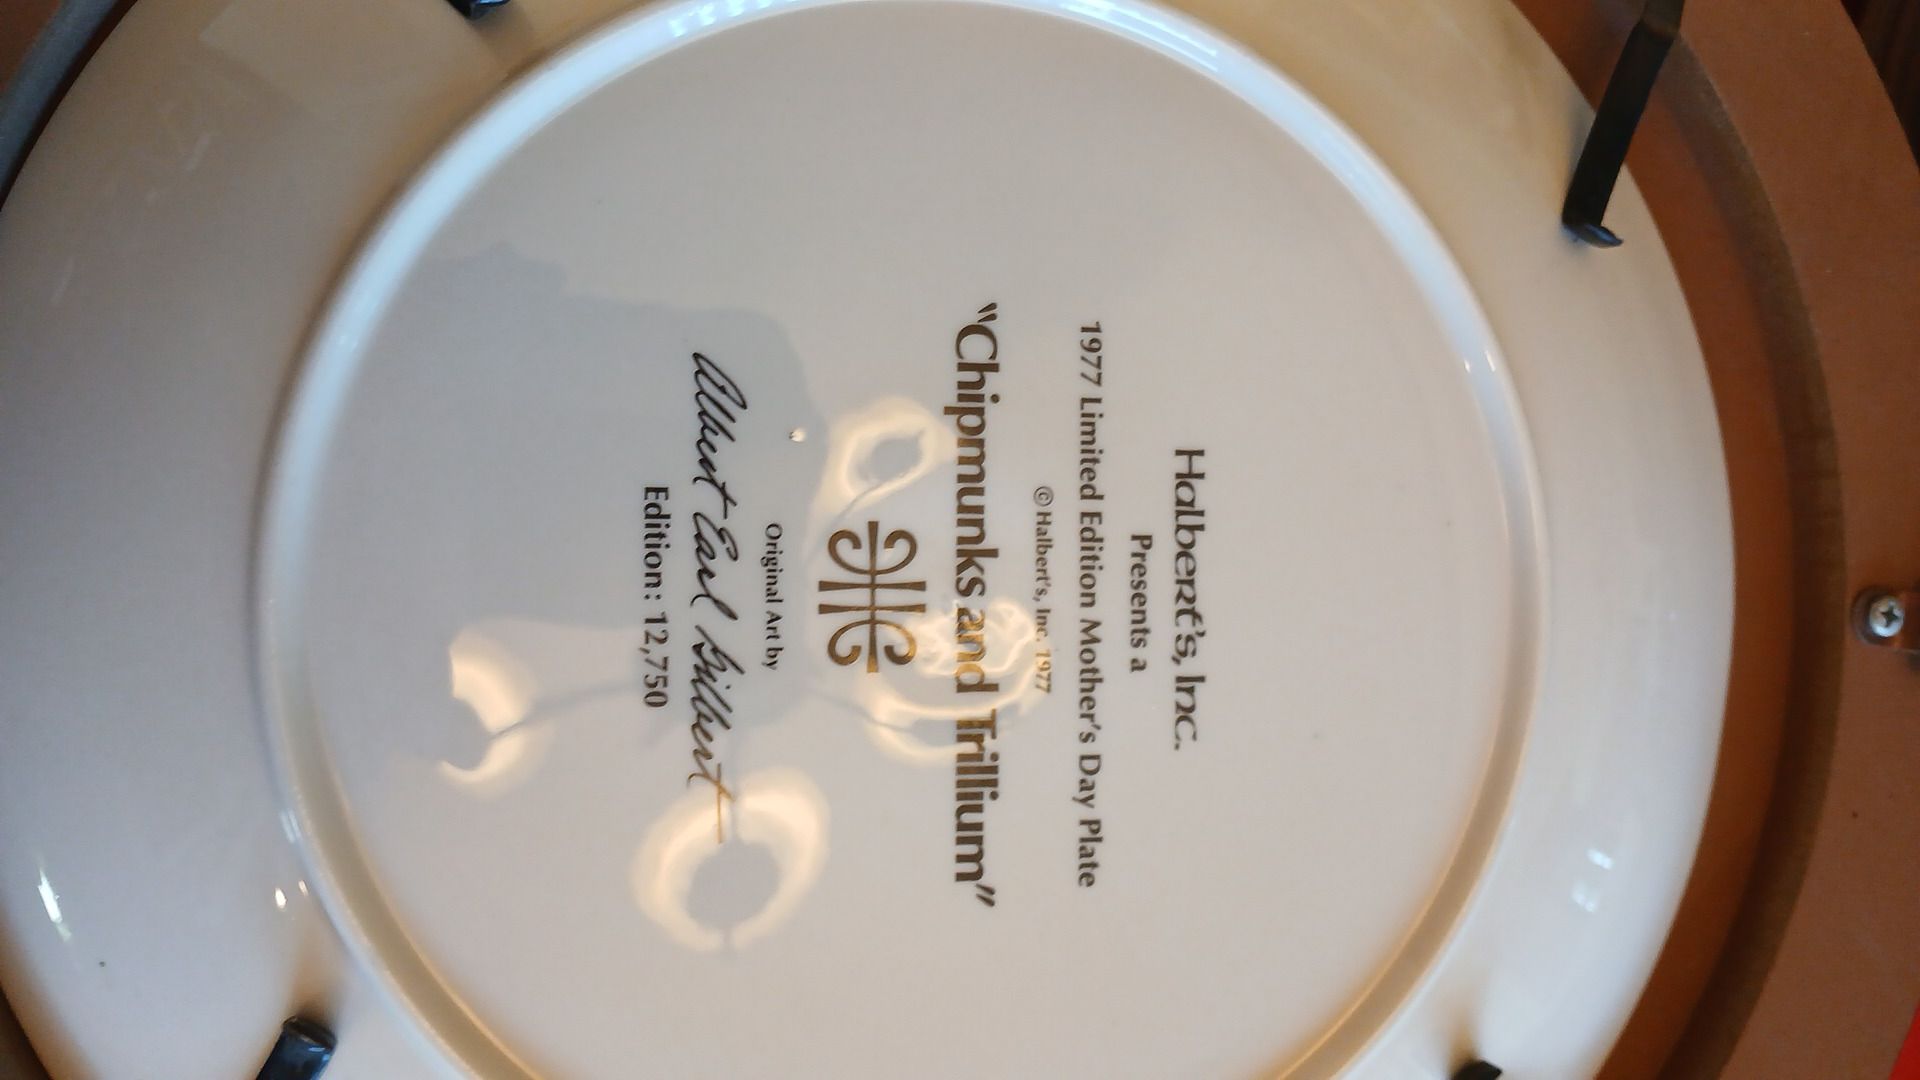 Halbert's, Inc.
Presents a
1977 Limited Edition Mother's Day Plate
© Halbert's, Inc. 1977
"Chipmunks and Trillium"
Original Art by
Albert Earl Gilbert
Edition: 12,750